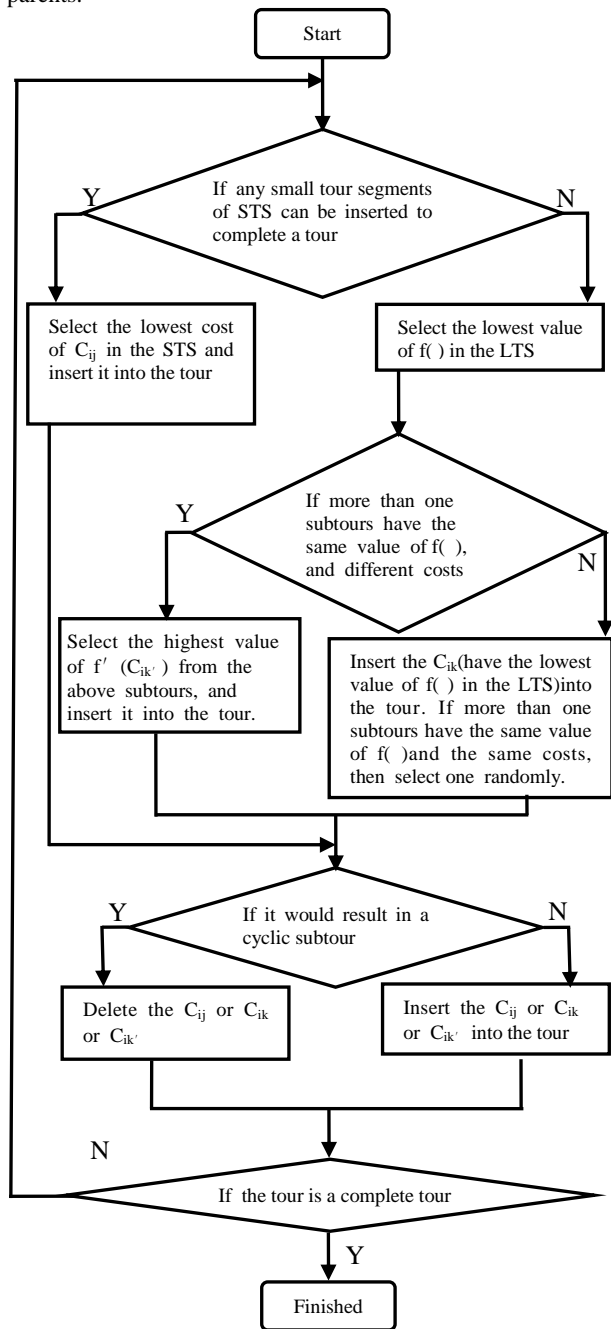 parents.
Start
If any small tour segments
of STS can be inserted to
complete a tour
Y
N
Select the lowest cost
of Cij in the STS and
insert it into the tour
Select the lowest value
of f( ) in the LTS
If more than one
subtours have the
same value of f( ),
and different costs
Y
N
Select the highest value
of f′ (Cik′ ) from the
above subtours, and
insert it into the tour.
Insert the Cik(have the lowest
value of f( ) in the LTS)into
the tour. If more than one
subtours have the same value
of f( )and the same costs,
then select one randomly.
If it would result in a
cyclic subtour
Y
N
Delete the Cij or Cik
or Cik′
Insert the Cij or Cik
or Cik′ into the tour
N
If the tour is a complete tour
Y
Finished